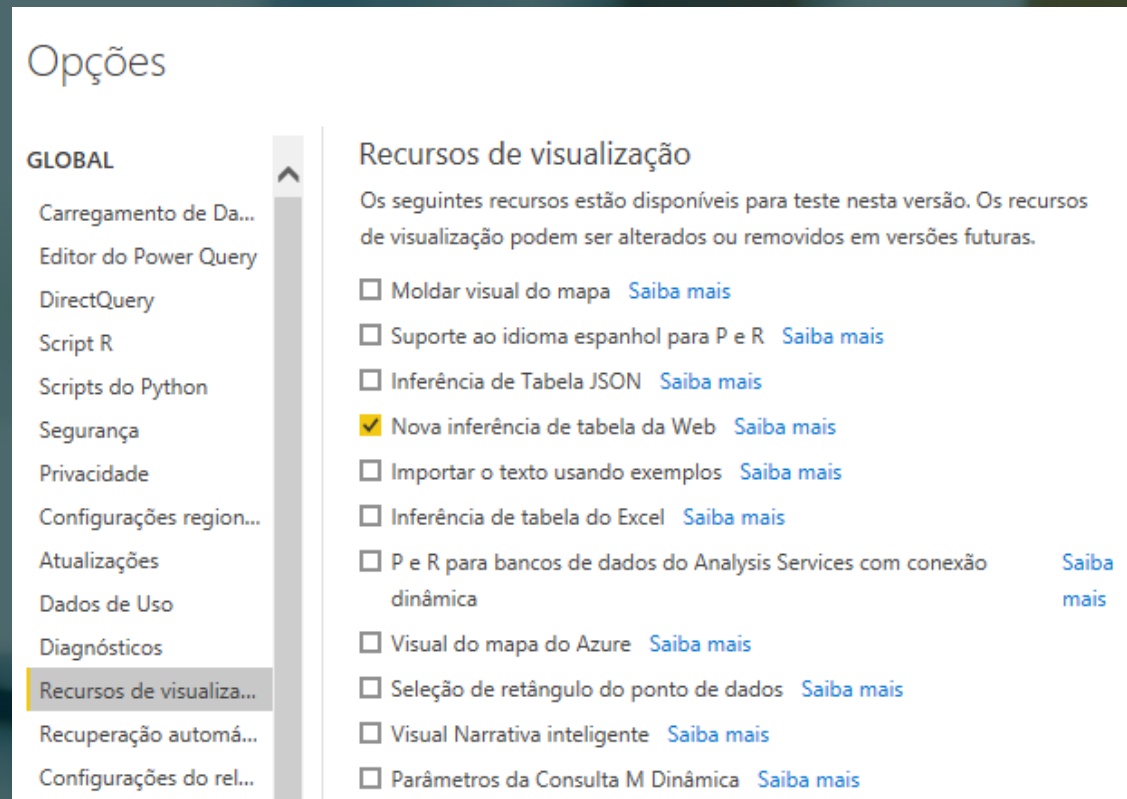 Opções
GLOBAL
Carregamento de Da...
Editor do Power Query
DirectQuery
Script R
Scripts do Python
Segurança
Privacidade
Configurações region...
Atualizações
Dados de Uso
Diagnósticos
Recursos de visualiza...
Recuperação automá...
Configurações do rel...
Recursos de visualização
Os seguintes recursos estão disponíveis para teste nesta versão. Os recursos
de visualização podem ser alterados ou removidos em versões futuras.
Moldar visual do mapa Saiba mais
Suporte ao idioma espanhol para P e R Saiba mais
Inferência de Tabela JSON Saiba mais
Nova inferência de tabela da Web Saiba mais
Importar o texto usando exemplos Saiba mais
Inferência de tabela do Excel Saiba mais
P e R para bancos de dados do Analysis Services com conexão Saiba
dinâmica mais
Visual do mapa do Azure Saiba mais
Seleção de retângulo do ponto de dados Saiba mais
Visual Narrativa inteligente Saiba mais
Parâmetros da Consulta M Dinâmica Saiba mais